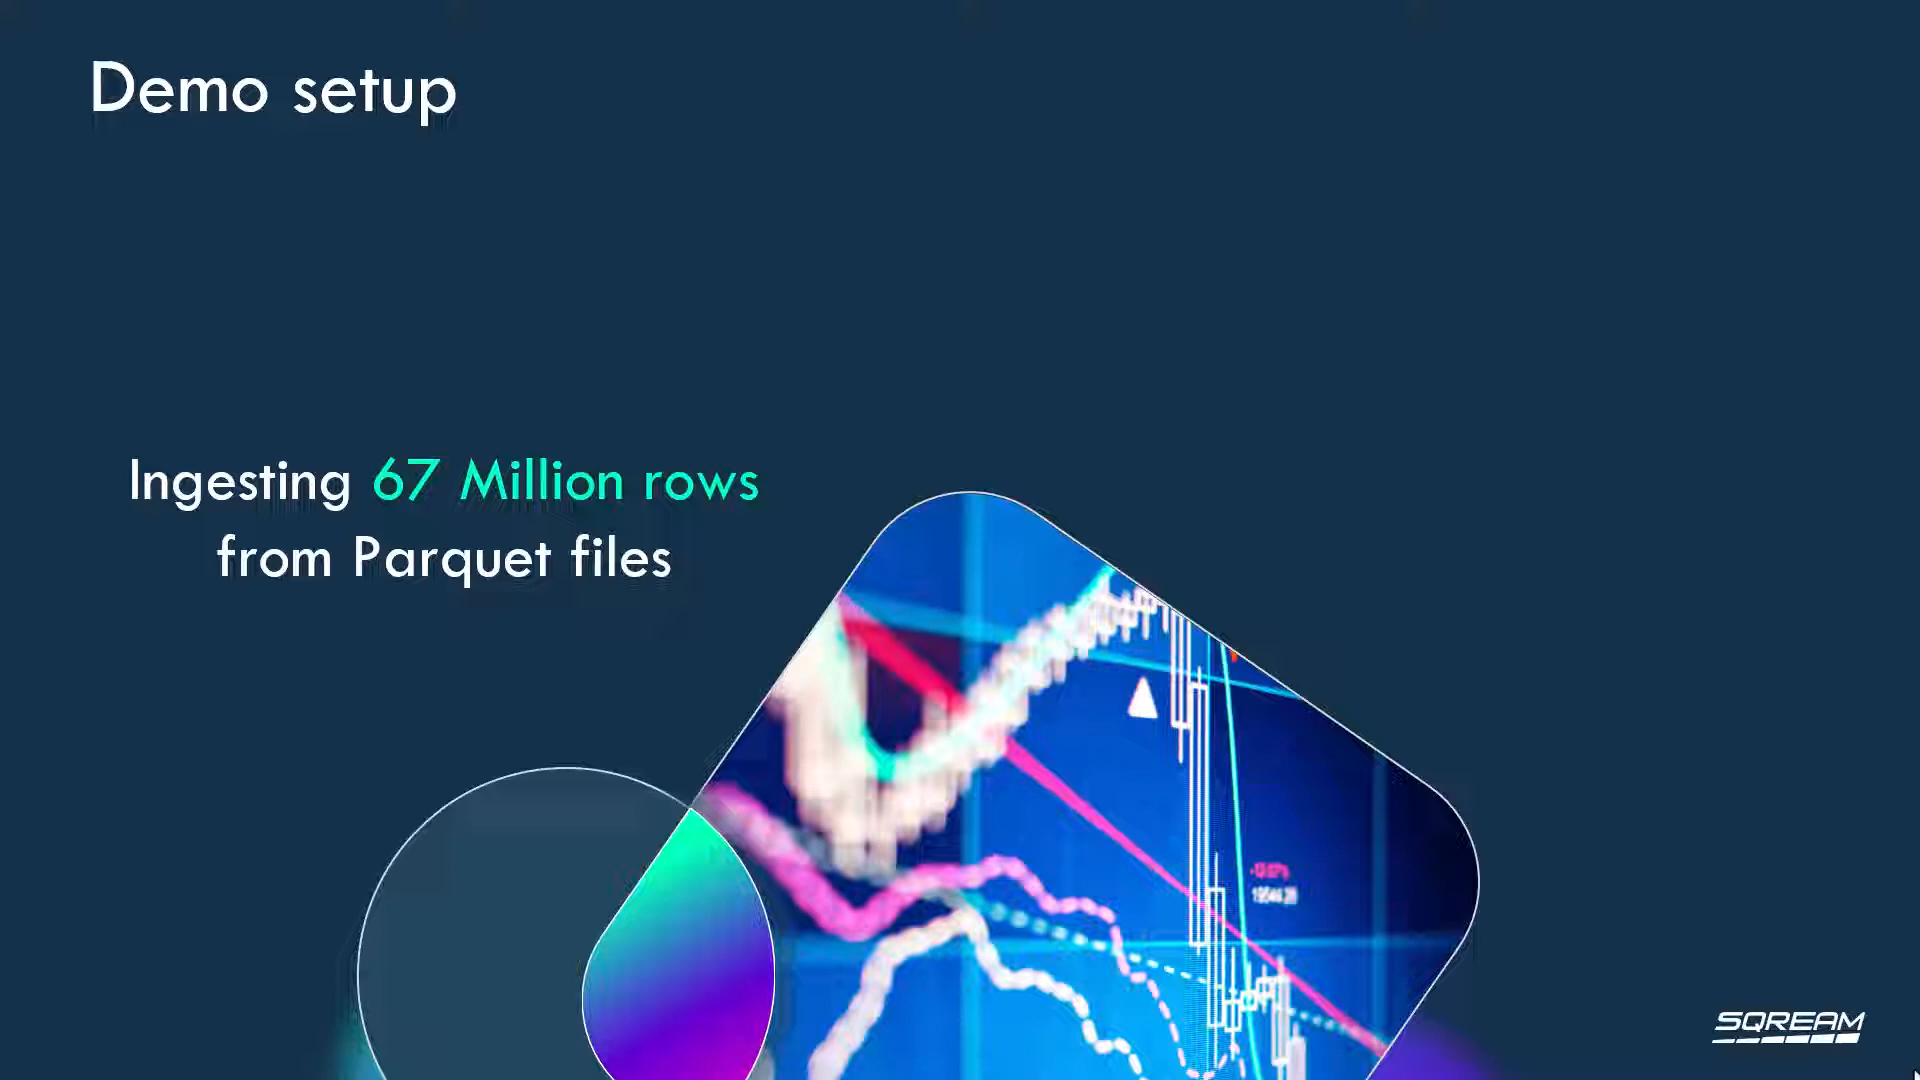 Demo setup
Ingesting 67 Million rows
from Parquet files
SQREAM